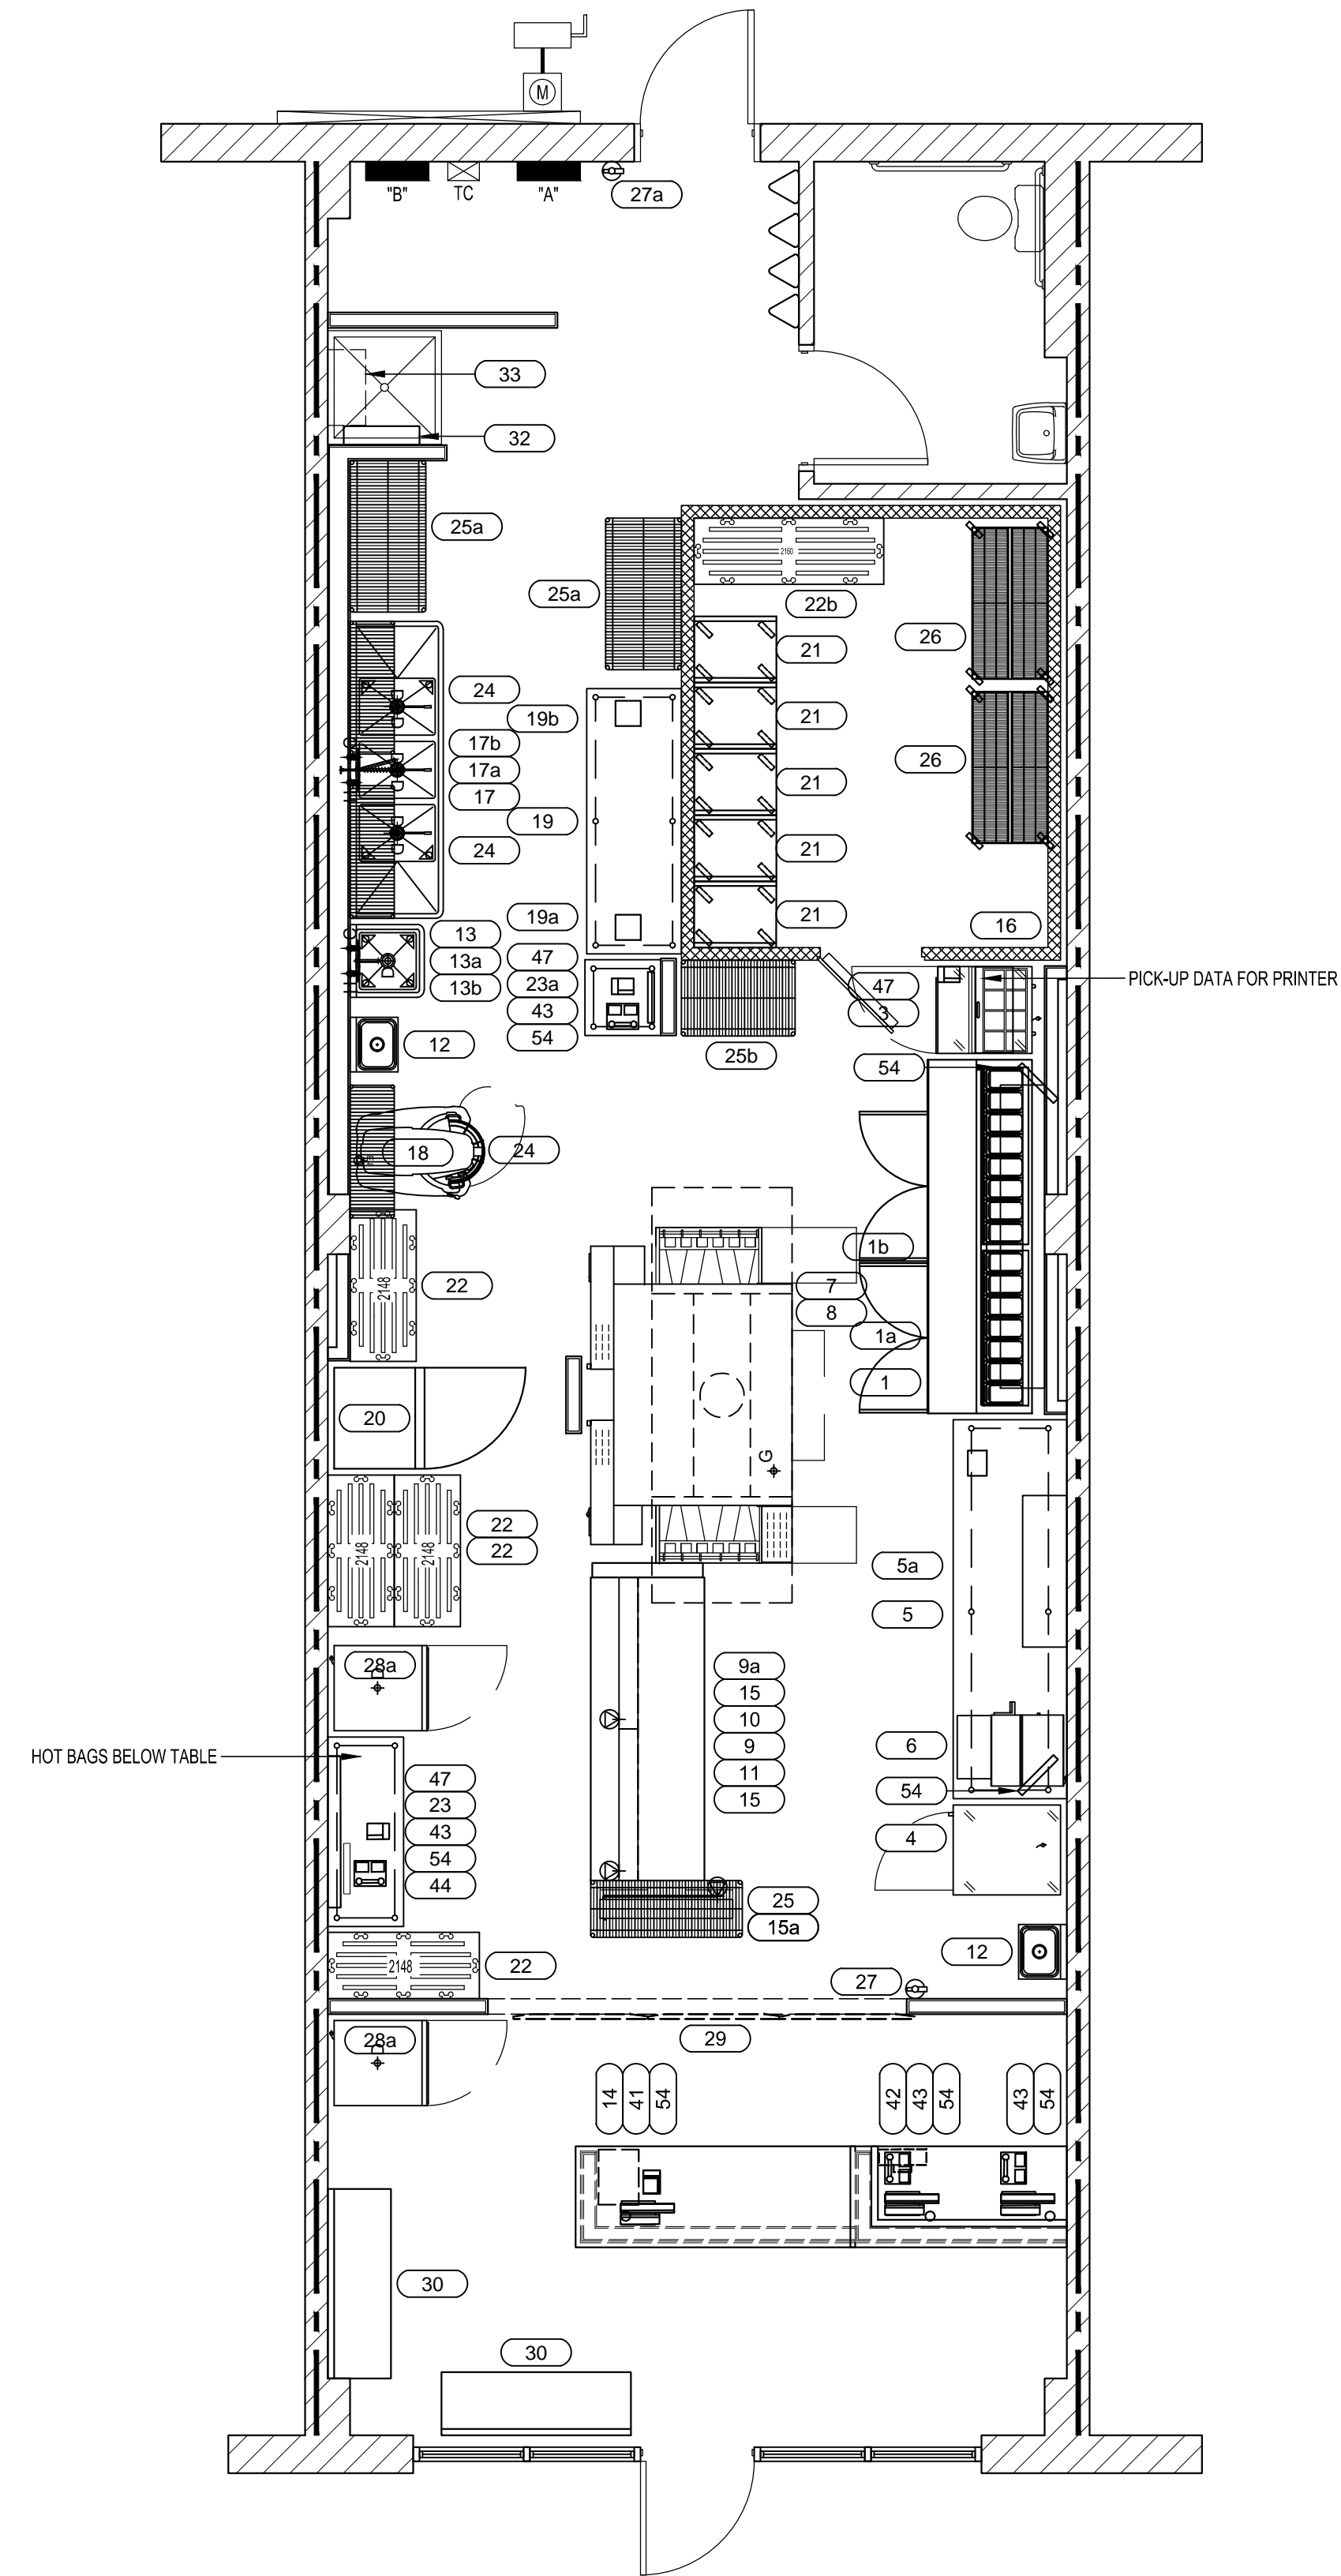 M
"B"
TC
"A"
27a
33
32
25a
25a
2160
22b
26
21
24
19b
21
17b
26
17a
21
17
19
24
21
19a
21
16
13
47
13a
23a
47
PICK-UP DATA FOR PRINTER
13b
43
3
54
12
25b
54
18
24
1b
22
2148
7
8
1a
1
20
G
22
22
2148
2148
5a
5
28a
9a
15
10
9
11
15
6
HOT BAGS BELOW TABLE
47
23
43
54
44
54
4
25
15a
12
22
2148
27
28a
29
14
41
54
42
43
54
43
54
30
30